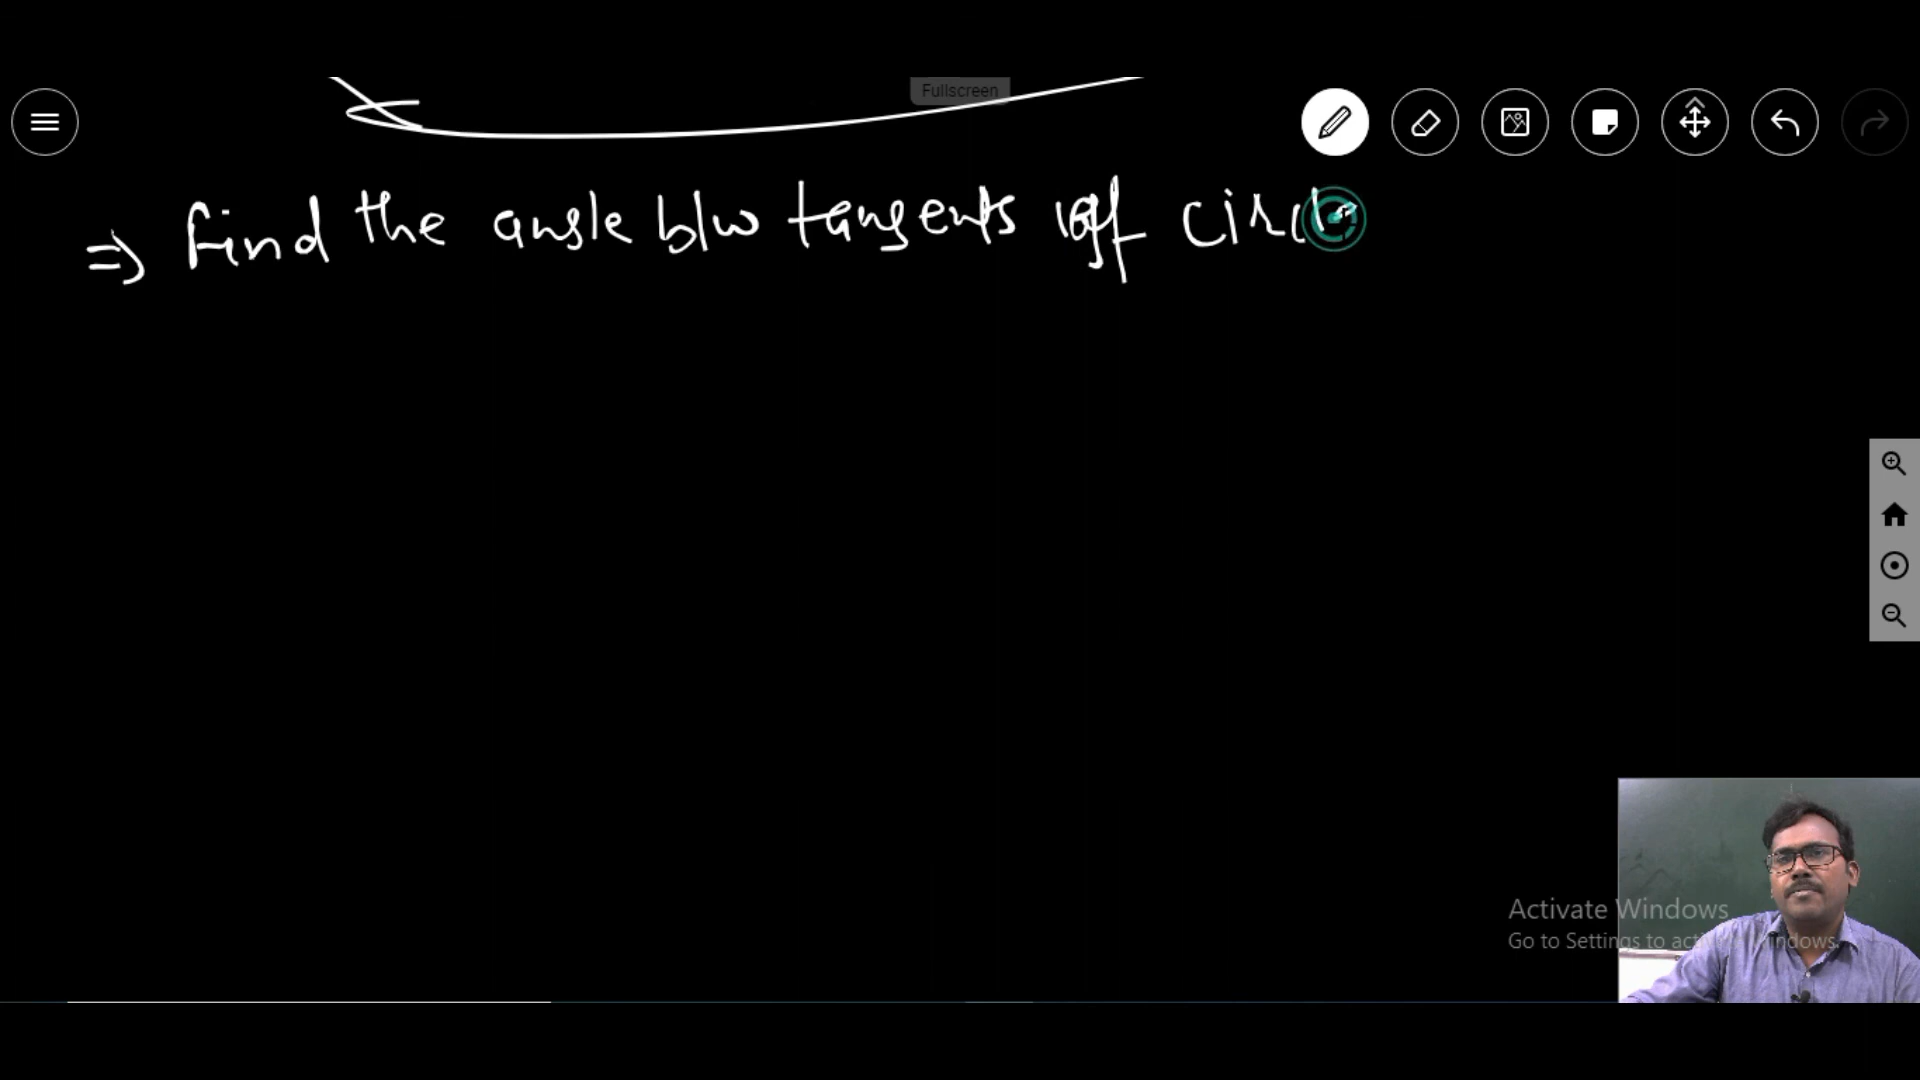 Fullscreen
⇒ Find the angle b/w tangents of circle
Activate Windows
Go to Settings to activate Windows.